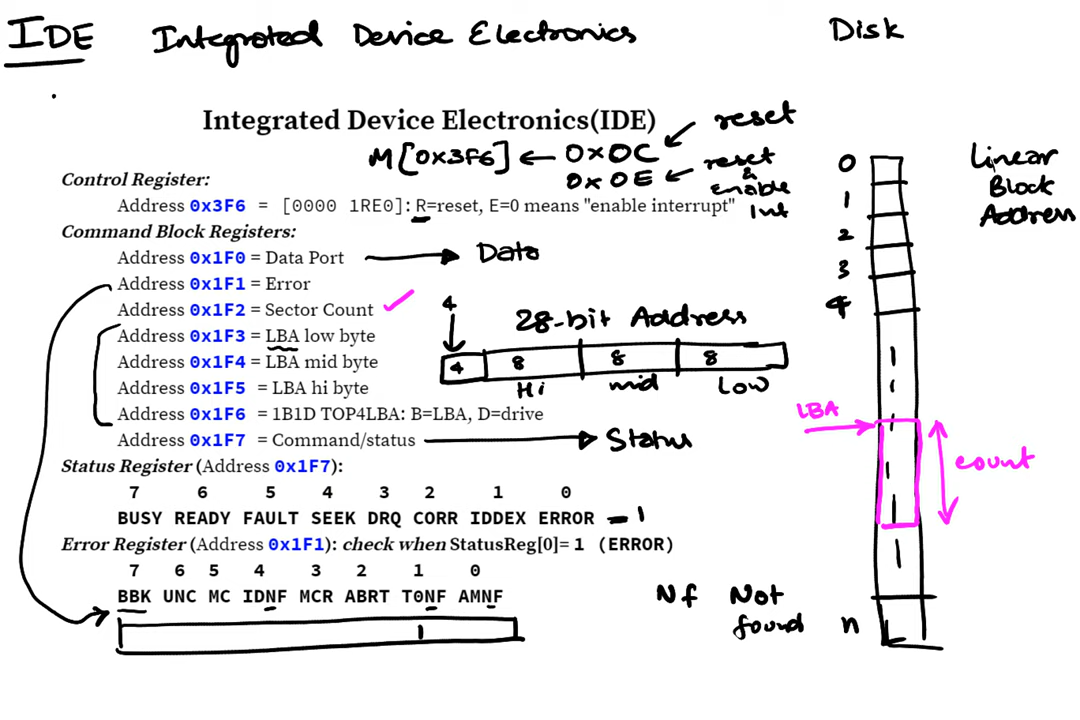 IDE Integrated Device Electronics
Disk
Integrated Device Electronics(IDE)
reset
M[0x3F6] ← 0x0C
0x0E
reset
&
Enable
Int
Control Register:
Address 0x3F6 = [0000 1RE0]: R=reset, E=0 means "enable interrupt"
Command Block Registers:
Address 0x1F0 = Data Port
Data
Address 0x1F1 = Error
Address 0x1F2 = Sector Count ✓
Address 0x1F3 = LBA low byte
Address 0x1F4 = LBA mid byte
Address 0x1F5 = LBA hi byte
Address 0x1F6 = 1B1D TOP4LBA: B=LBA, D=drive
Address 0x1F7 = Command/status
Status
4
28-bit Address
4 8 8 8
Hi mid Low
Status Register (Address 0x1F7):
7 6 5 4 3 2 1 0
BUSY READY FAULT SEEK DRQ CORR IDDEX ERROR - 1
Error Register (Address 0x1F1): check when StatusReg[0]= 1 (ERROR)
7 6 5 4 3 2 1 0
BBK UNC MC IDNF MCR ABRT T0NF AMNF
1
Nf Not
found
0
1
2
3
4
n
Linear
Block
Address
LBA
count